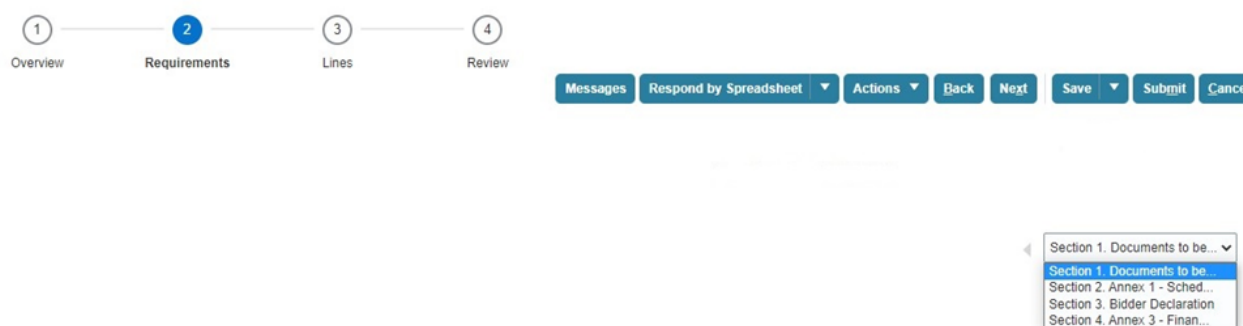 1 2 3 4
Overview Requirements Lines Review
Messages Respond by Spreadsheet Actions Back Next Save Submit Cance
Section 1. Documents to be...
Section 1. Documents to be...
Section 2. Annex 1 - Sched...
Section 3. Bidder Declaration
Section 4. Annex 3 - Finan...